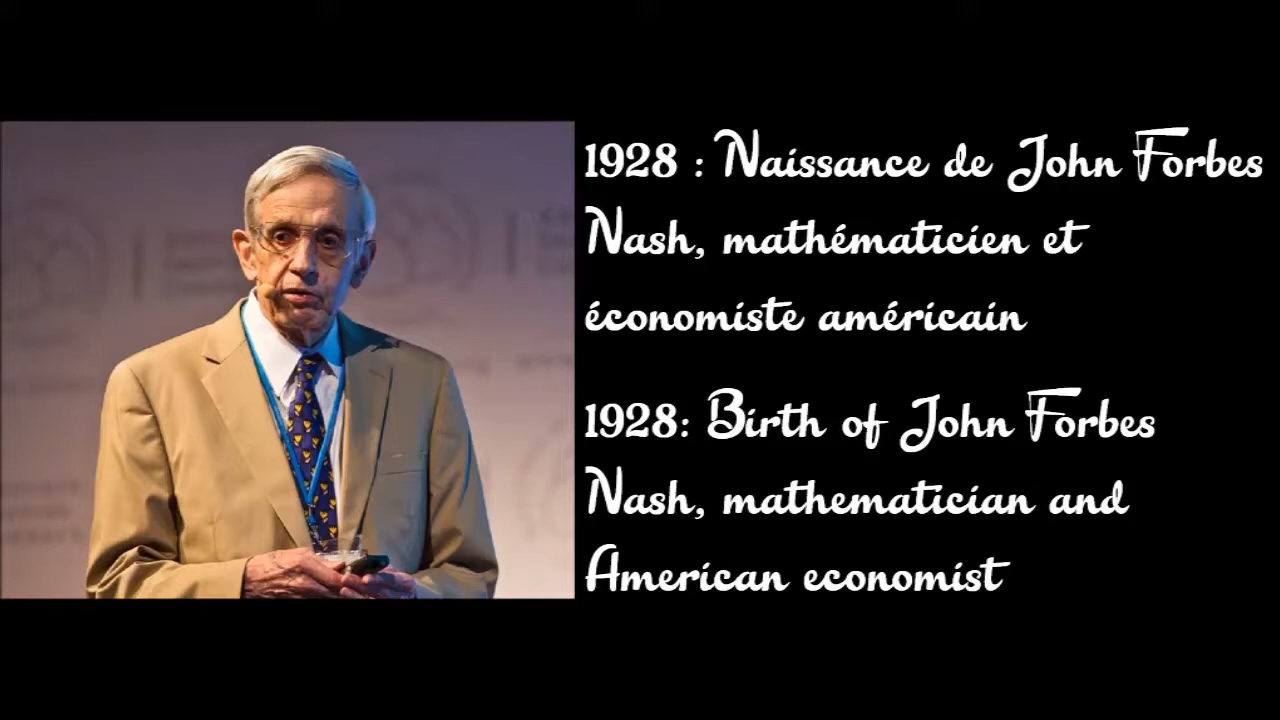 1928 : Naissance de John Forbes
Nash, mathématicien et
économiste américain
1928: Birth of John Forbes
Nash, mathematician and
American economist